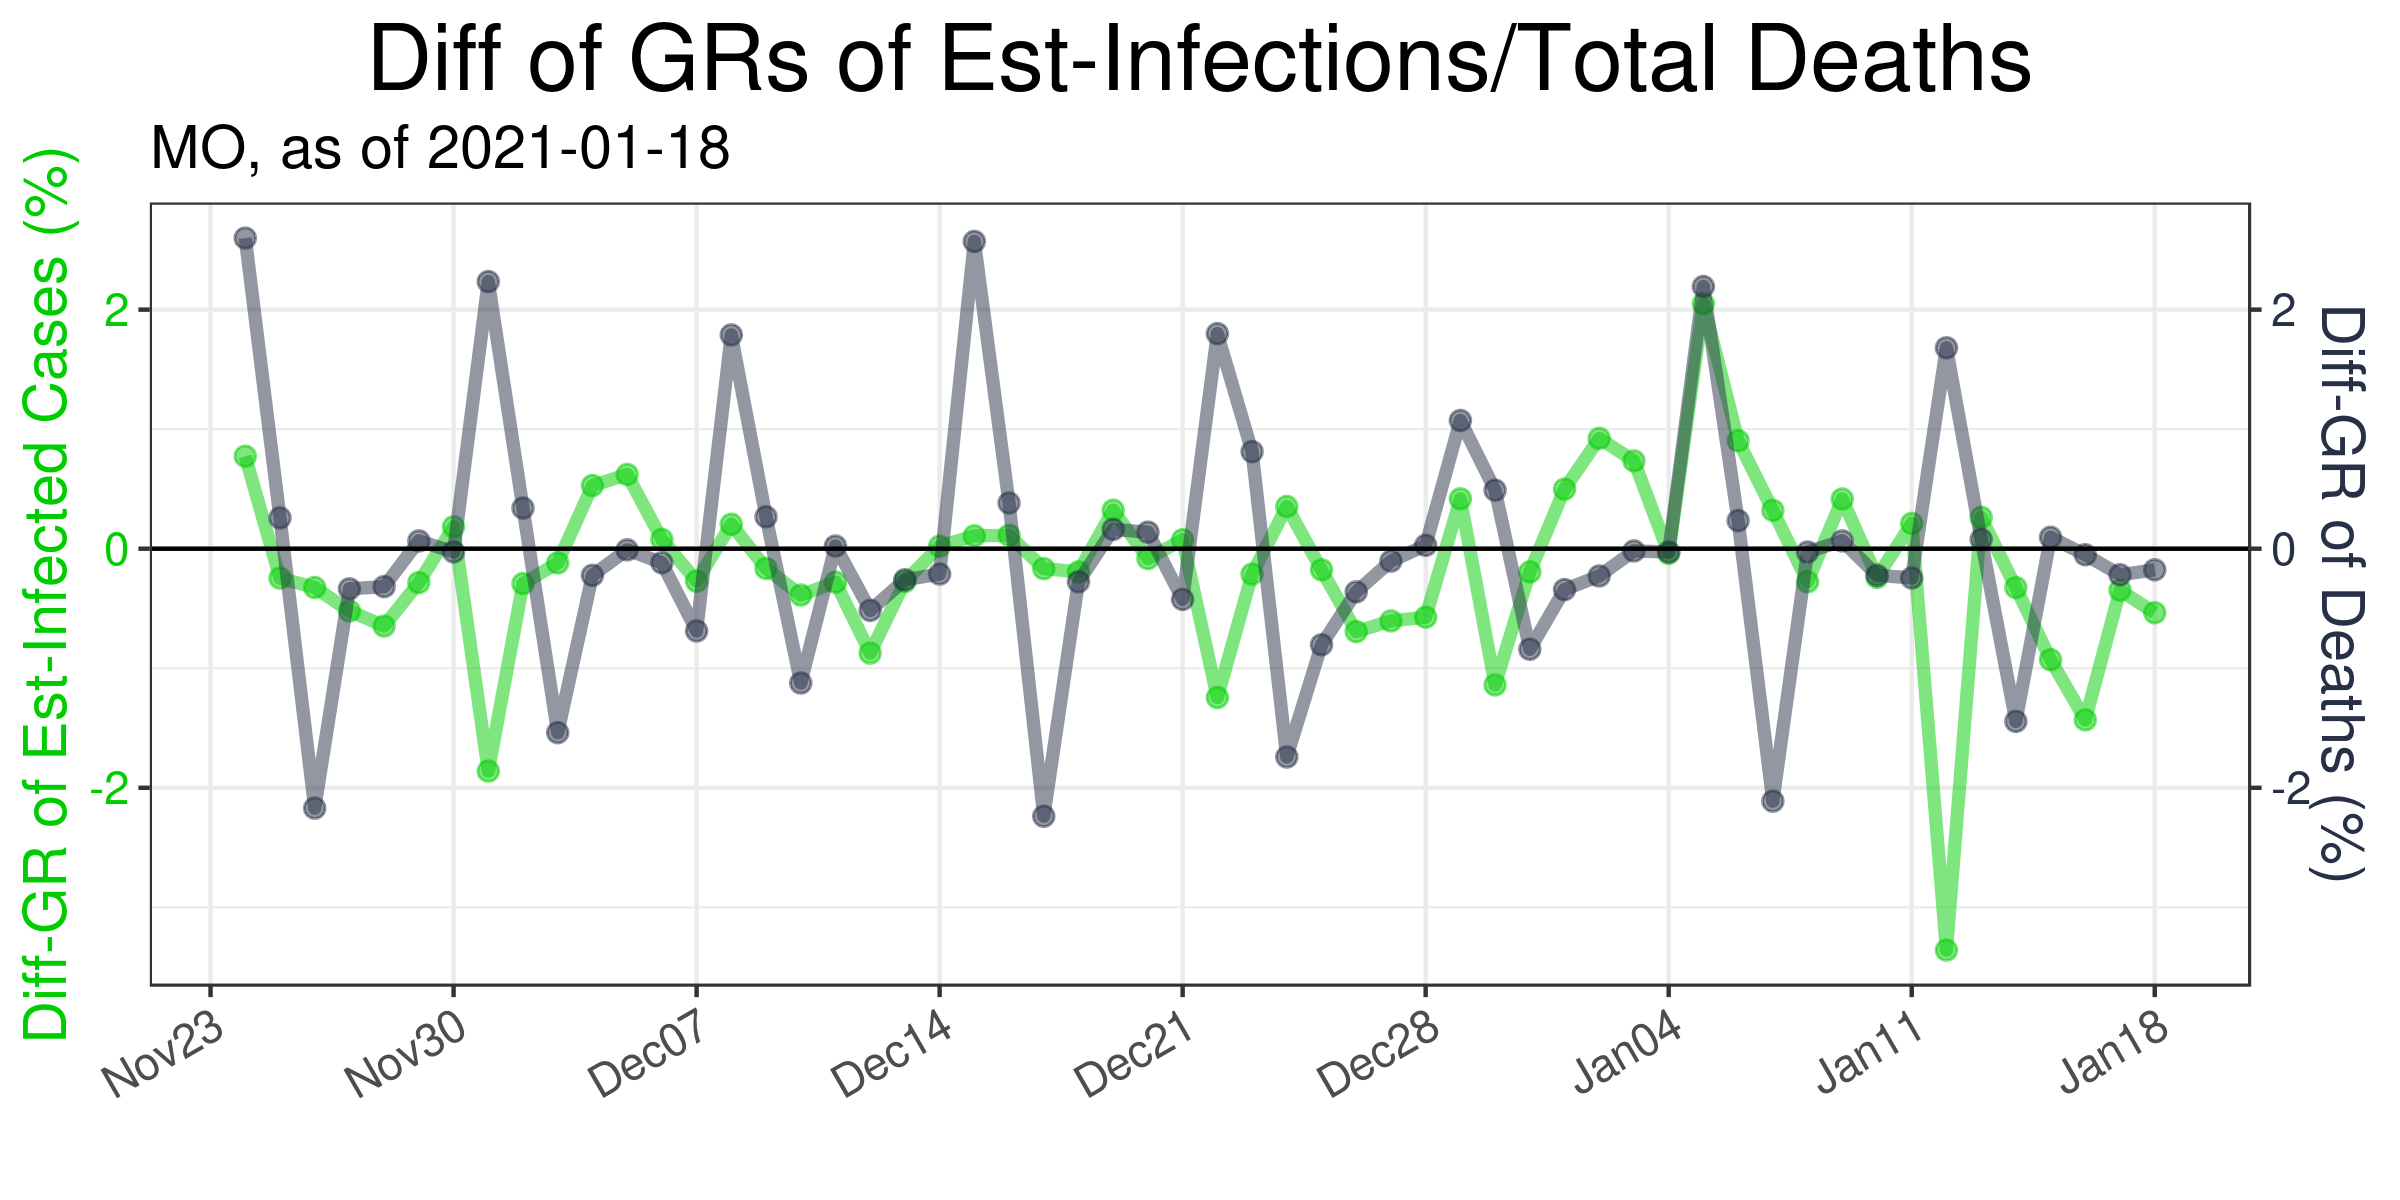 Diff of GRs of Est-Infections/Total Deaths
MO, as of 2021-01-18
Diff-GR of Est-Infected Cases (%)
2
0
-2
2
0
-2
Diff-GR of Deaths (%)
Nov23
Nov30
Dec07
Dec14
Dec21
Dec28
Jan04
Jan11
Jan18